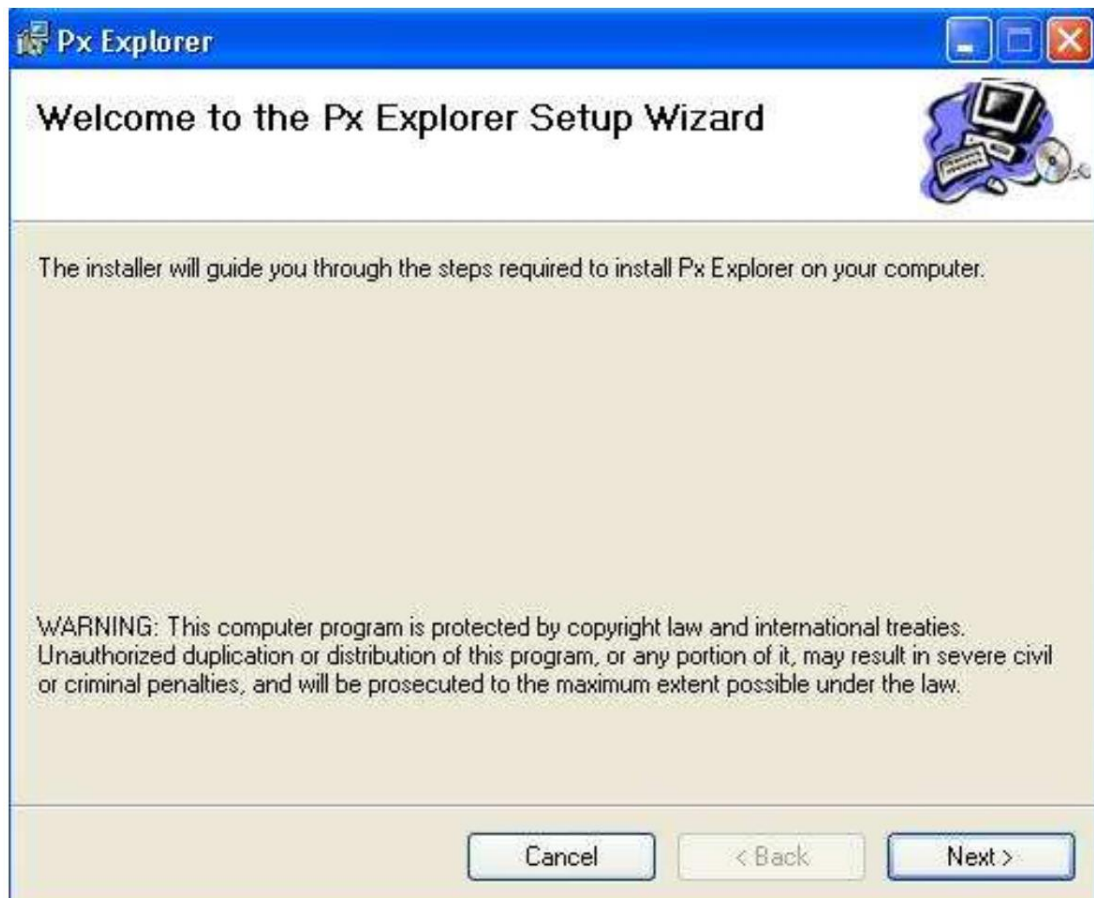 Px Explorer
Welcome to the Px Explorer Setup Wizard
The installer will guide you through the steps required to install Px Explorer on your computer.
WARNING: This computer program is protected by copyright law and international treaties.
Unauthorized duplication or distribution of this program, or any portion of it, may result in severe civil
or criminal penalties, and will be prosecuted to the maximum extent possible under the law.
Cancel < Back Next >